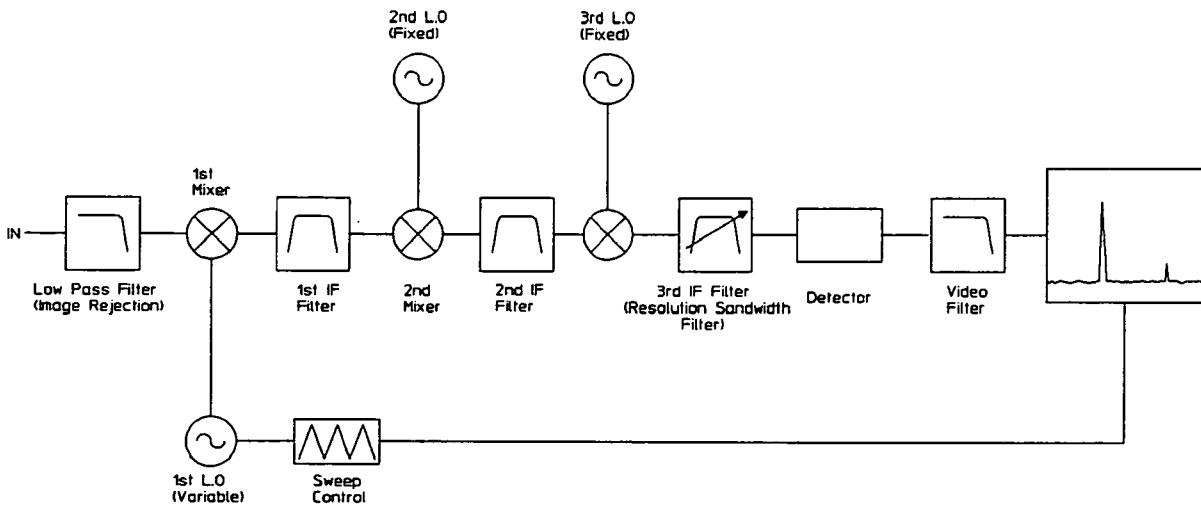 2nd L.O
(Fixed)
3rd L.O
(Fixed)
1st
Mixer
IN
Low Pass Filter
(Image Rejection)
1st IF
Filter
2nd
Mixer
2nd IF
Filter
3rd IF Filter
(Resolution Sandwidth
Filter)
Detector
Video
Filter
1st L.O
(Variable)
Sweep
Control